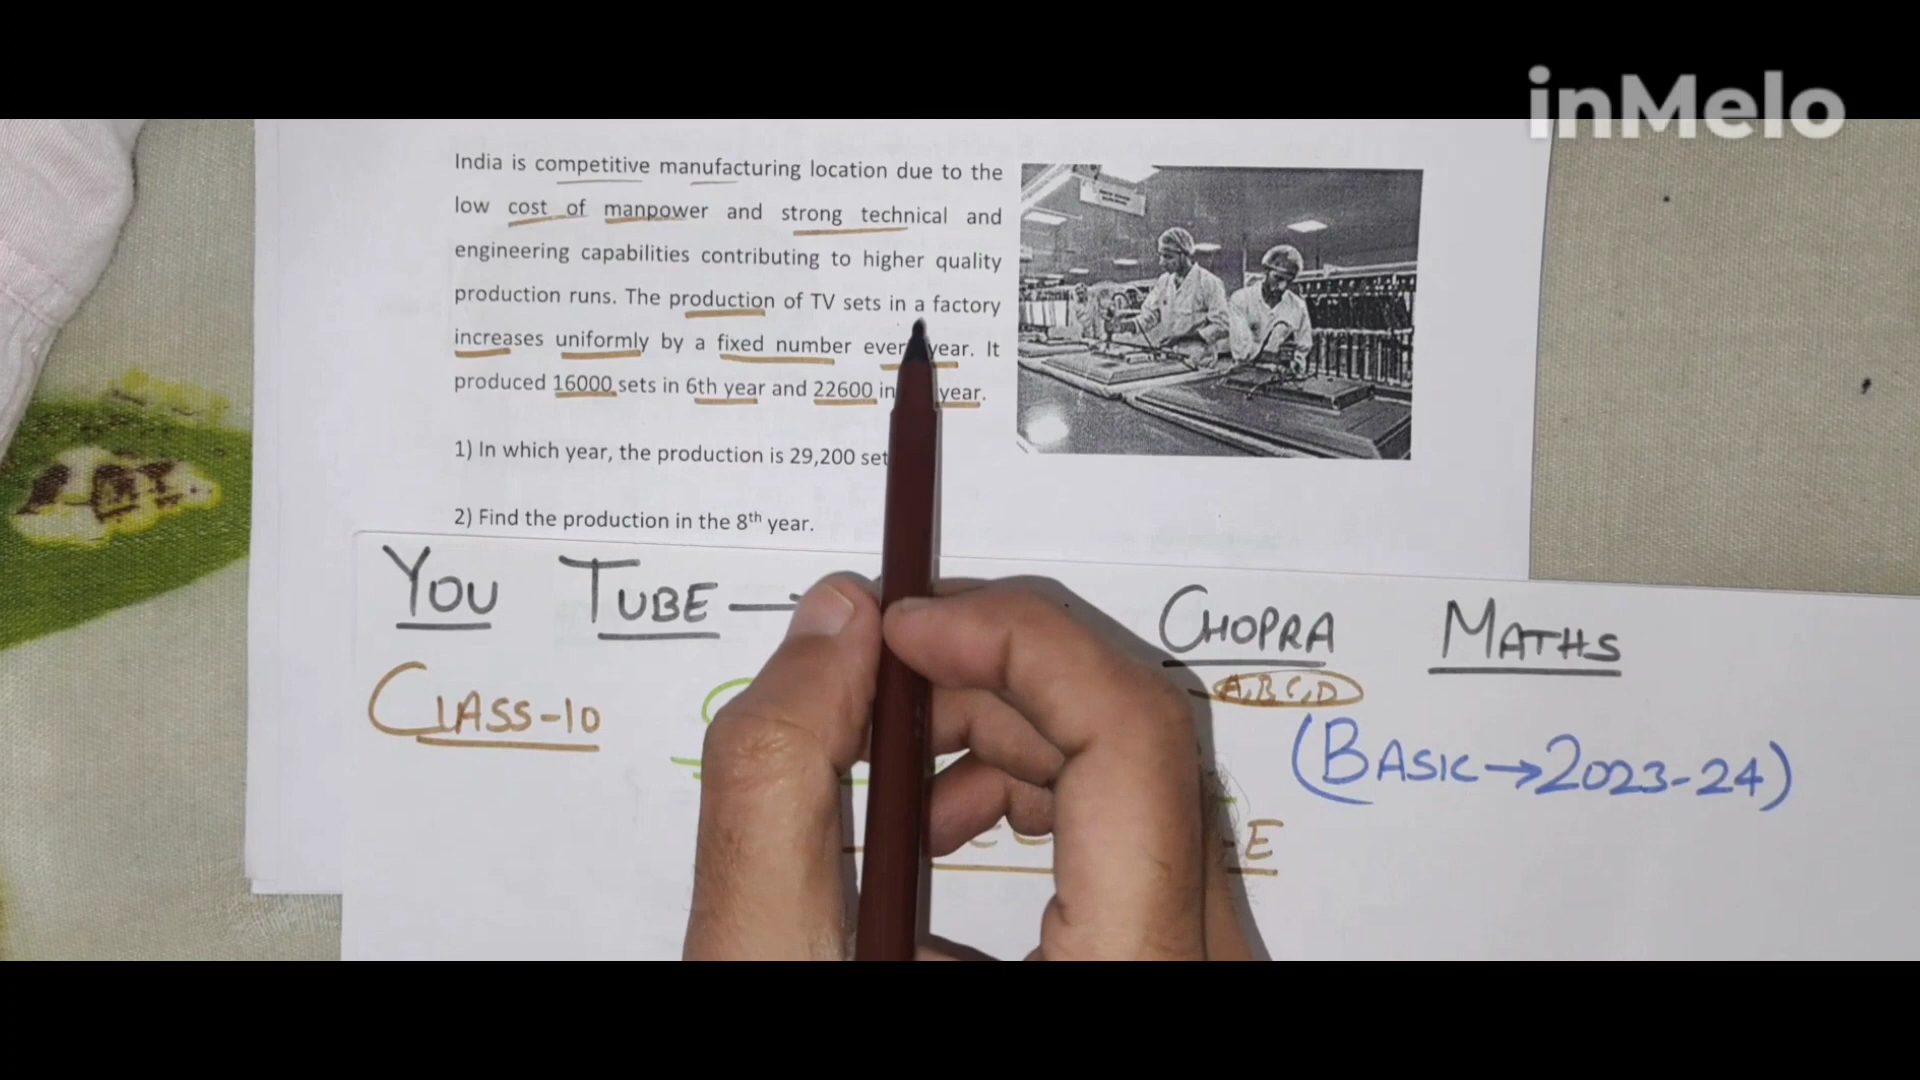 inMelo
India is competitive manufacturing location due to the
low cost of manpower and strong technical and
engineering capabilities contributing to higher quality
production runs. The production of TV sets in a factory
increases uniformly by a fixed number every year. It
produced 16000 sets in 6th year and 22600 in year.
1) In which year, the production is 29,200
2) Find the production in the 8th year.
YOU TUBE → CHOPRA MATHS
CLASS-10 A,B,C,D
(BASIC → 2023-24)
E